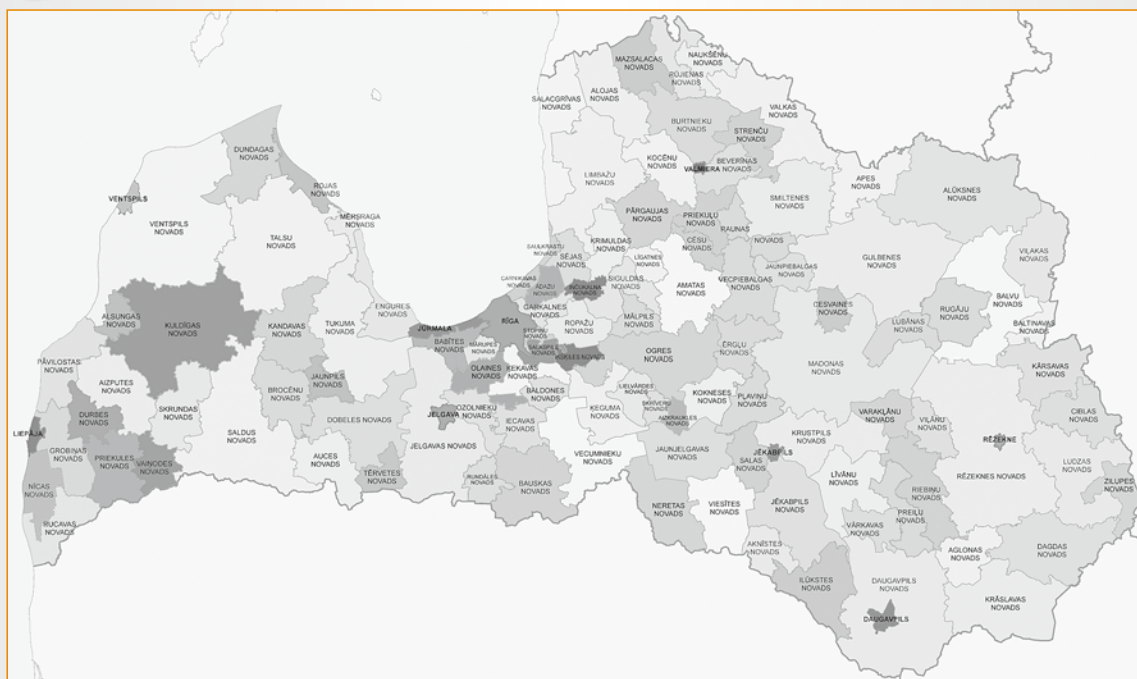 MAZSALACAS
NOVADS
NAUKŠĒNU
NOVADS
RŪJIENAS
NOVADS
ALOJAS
NOVADS
SALACGRĪVAS
NOVADS
VALKAS
NOVADS
BURTNIEKU
NOVADS
STRENČU
NOVADS
DUNDAGAS
NOVADS
KOCĒNU
NOVADS
VALMIERA
BEVERĪNAS
NOVADS
LIMBAŽU
NOVADS
APES
NOVADS
ROJAS
NOVADS
ALŪKSNES
NOVADS
VENTSPILS
SMILTENES
NOVADS
MĒRSRAGA
NOVADS
PĀRGAUJAS
NOVADS
PRIEKUĻU
NOVADS
VENTSPILS
NOVADS
RAUNAS
NOVADS
TALSU
NOVADS
KRIMULDAS
NOVADS
CĒSU
NOVADS
SAULKRASTU
NOVADS
SĒJAS
NOVADS
VIĻAKAS
NOVADS
LĪGATNES
NOVADS
GULBENES
NOVADS
JAUNPIEBALGAS
NOVADS
SIGULDAS
NOVADS
VECPIEBALGAS
NOVADS
AMATAS
NOVADS
CARNIKAVAS
NOVADS
ĀDAŽU
NOVADS
INČUKALNA
NOVADS
BALVU
NOVADS
CESVAINES
NOVADS
ENGURES
NOVADS
GARKALNES
NOVADS
RUGĀJU
NOVADS
ALSUNGAS
NOVADS
KULDĪGAS
NOVADS
MĀLPILS
NOVADS
RĪGA
LUBĀNAS
NOVADS
BALTINAVAS
NOVADS
TUKUMA
NOVADS
ROPAŽU
NOVADS
KANDAVAS
NOVADS
JŪRMALA
STOPIŅU
NOVADS
BABĪTES
NOVADS
MĀRUPES
NOVADS
SALASPILS
NOVADS
IKŠĶILES NOVADS
OGRES
NOVADS
ĒRGĻU
NOVADS
PĀVILOSTAS
NOVADS
MADONAS
NOVADS
KĀRSAVAS
NOVADS
OLAINES
NOVADS
ĶEKAVAS
NOVADS
JAUNPILS
NOVADS
AIZPUTES
NOVADS
BROCĒNU
NOVADS
BALDONES
NOVADS
LIELVĀRDES
NOVADS
KOKNESES
NOVADS
PĻAVIŅU
NOVADS
SKRĪVERU
NOVADS
SKRUNDAS
NOVADS
JELGAVA
OZOLNIEKU
NOVADS
ĶEGUMA
NOVADS
VARAKĻĀNU
NOVADS
CIBLAS
NOVADS
DURBES
NOVADS
AIZKRAUKLES
NOVADS
DOBELES NOVADS
VIĻĀNU
NOVADS
IECAVAS
NOVADS
LIEPĀJA
SALDUS
NOVADS
KRUSTPILS
NOVADS
RĒZEKNE
JELGAVAS NOVADS
GROBIŅAS
NOVADS
JAUNJELGAVAS
NOVADS
JĒKABPILS
AUCES
NOVADS
VECUMNIEKU
NOVADS
PRIEKULES
NOVADS
VAIŅODES
NOVADS
SALAS
NOVADS
LUDZAS
NOVADS
TĒRVETES
NOVADS
RUNDĀLES
NOVADS
LĪVĀNU
NOVADS
RĒZEKNES NOVADS
BAUSKAS
NOVADS
ZILUPES
NOVADS
NĪCAS
NOVADS
RIEBIŅU
NOVADS
JĒKABPILS
NOVADS
NERETAS
NOVADS
VIESĪTES
NOVADS
PREIĻU
NOVADS
RUCAVAS
NOVADS
VĀRKAVAS
NOVADS
AKNĪSTES
NOVADS
AGLONAS
NOVADS
DAGDAS
NOVADS
ILŪKSTES
NOVADS
DAUGAVPILS
NOVADS
KRĀSLAVAS
NOVADS
DAUGAVPILS